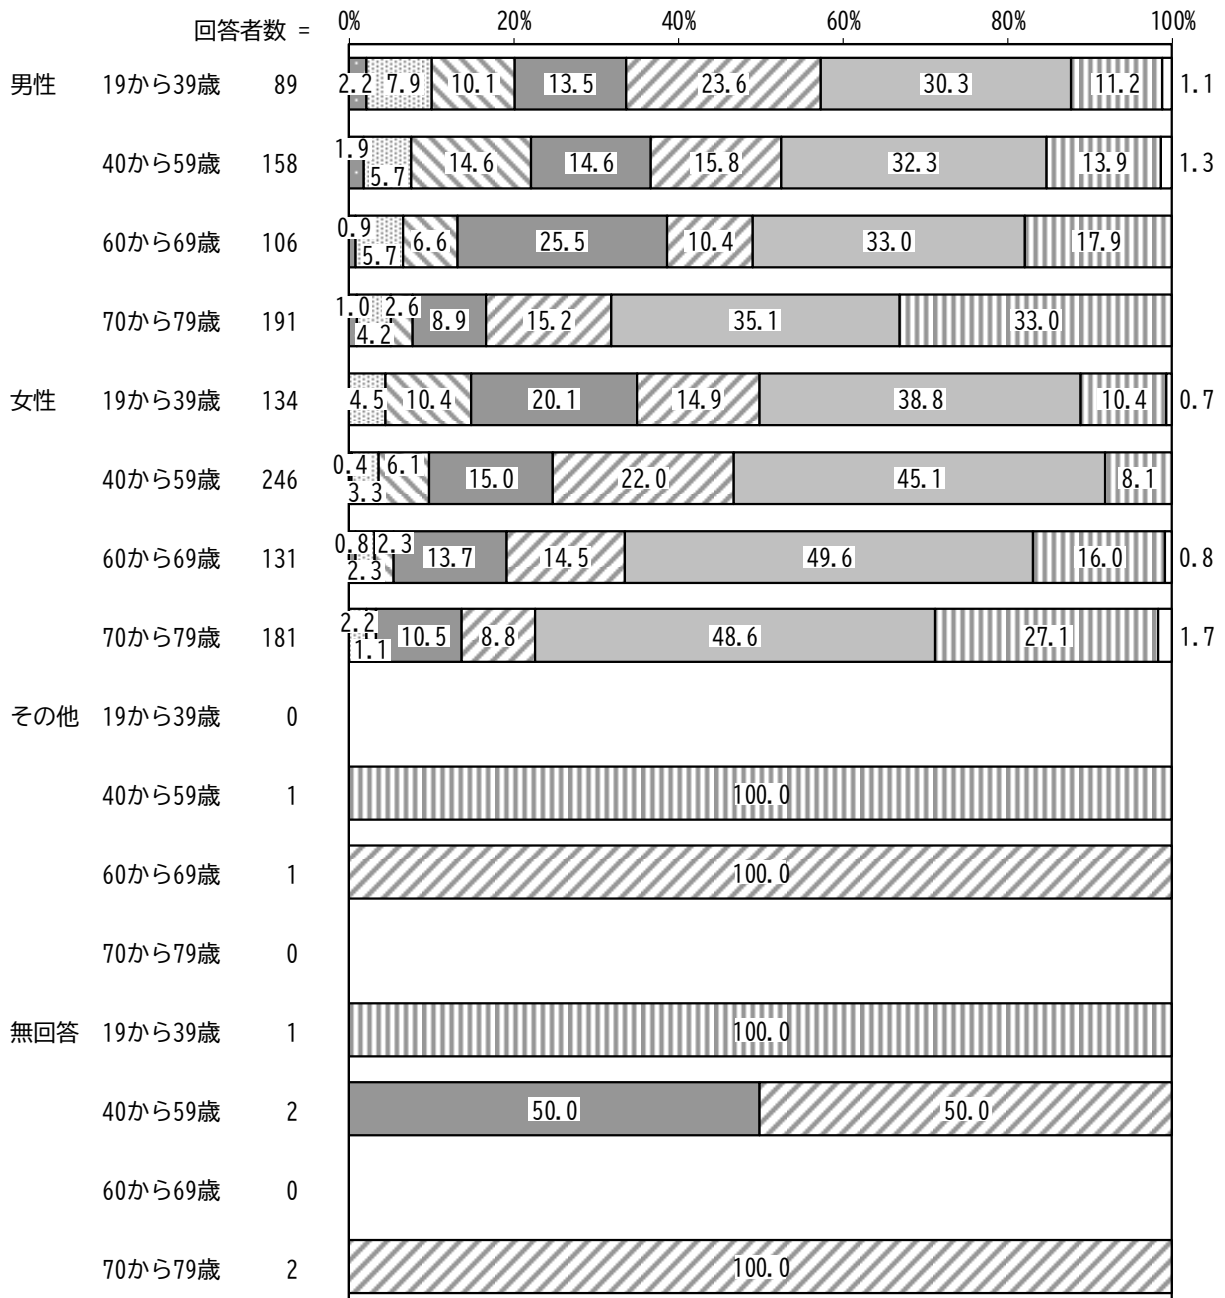 回答者数 = 0% 20% 40% 60% 80% 100%
男性 19から39歳 89 2.2 7.9 10.1 13.5 23.6 30.3 11.2 1.1
40から59歳 158 1.9 5.7 14.6 14.6 15.8 32.3 13.9 1.3
60から69歳 106 0.9 5.7 6.6 25.5 10.4 33.0 17.9
70から79歳 191 1.0 4.2 2.6 8.9 15.2 35.1 33.0
女性 19から39歳 134 4.5 10.4 20.1 14.9 38.8 10.4 0.7
40から59歳 246 0.4 3.3 6.1 15.0 22.0 45.1 8.1
60から69歳 131 0.8 2.3 2.3 13.7 14.5 49.6 16.0 0.8
70から79歳 181 2.2 1.1 10.5 8.8 48.6 27.1 1.7
その他 19から39歳 0
40から59歳 1 100.0
60から69歳 1 100.0
70から79歳 0
無回答 19から39歳 1 100.0
40から59歳 2 50.0 50.0
60から69歳 0
70から79歳 2 100.0